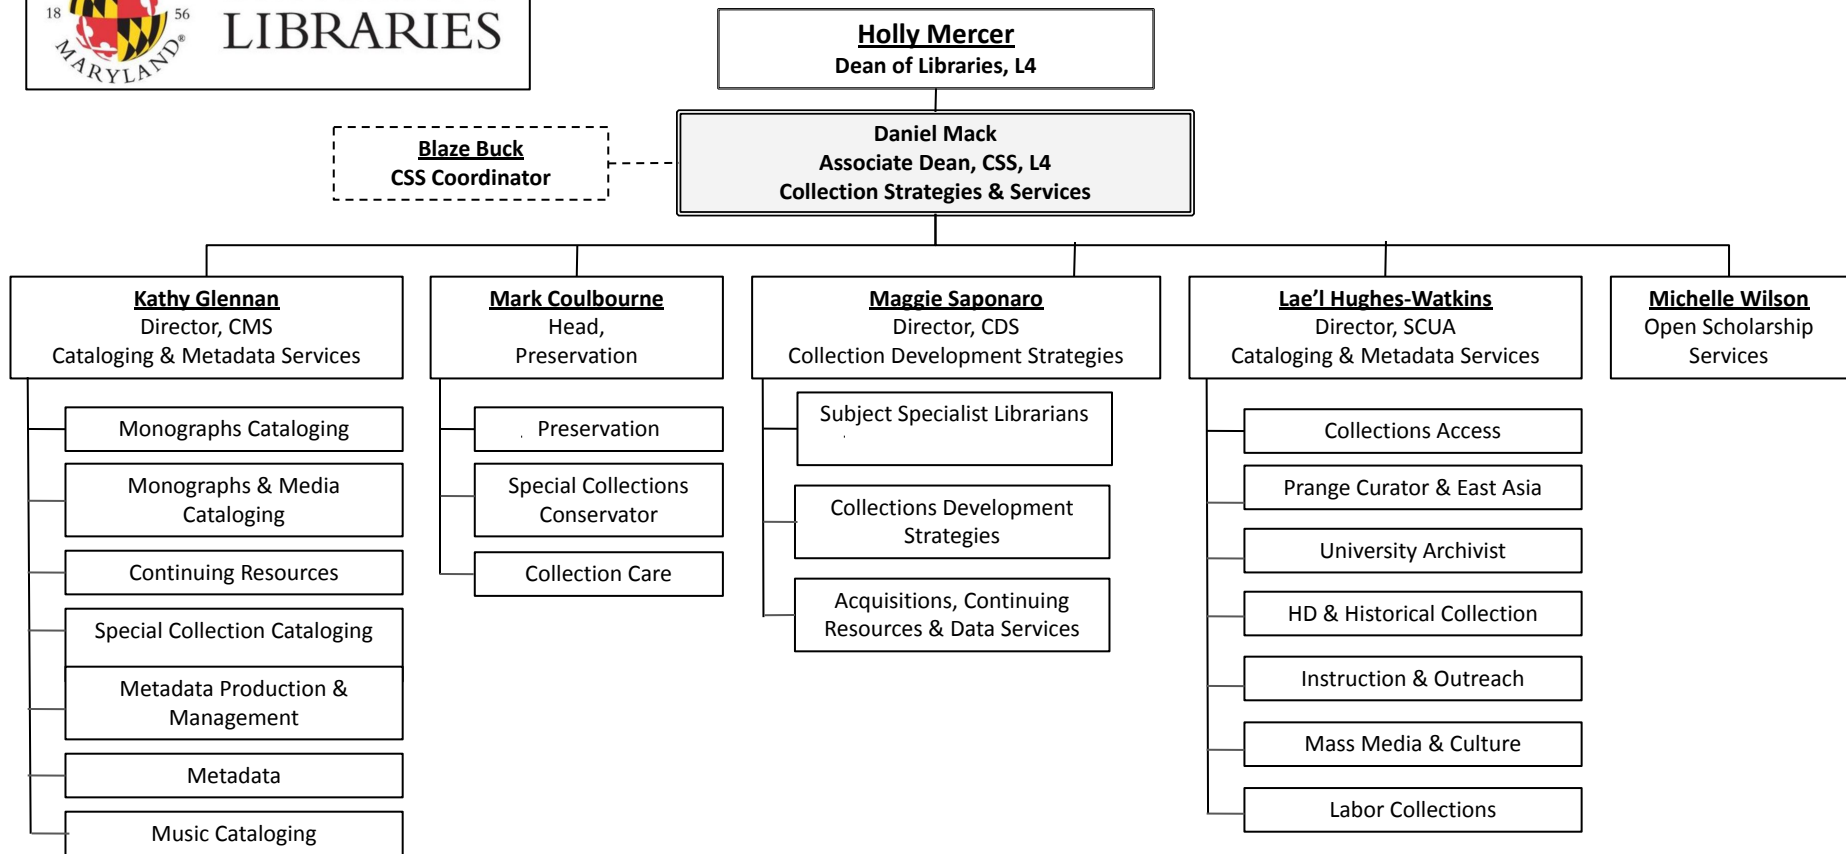 18 56
MARYLAND®
LIBRARIES
Holly Mercer
Dean of Libraries, L4
Blaze Buck
CSS Coordinator
Daniel Mack
Associate Dean, CSS, L4
Collection Strategies & Services
Kathy Glennan
Director, CMS
Cataloging & Metadata Services
Monographs Cataloging
Monographs & Media
Cataloging
Continuing Resources
Special Collection Cataloging
Metadata Production &
Management
Metadata
Music Cataloging
Mark Coulbourne
Head,
Preservation
Preservation
Special Collections
Conservator
Collection Care
Maggie Saponaro
Director, CDS
Collection Development Strategies
Subject Specialist Librarians
Collections Development
Strategies
Acquisitions, Continuing
Resources & Data Services
Lae’l Hughes-Watkins
Director, SCUA
Cataloging & Metadata Services
Collections Access
Prange Curator & East Asia
University Archivist
HD & Historical Collection
Instruction & Outreach
Mass Media & Culture
Labor Collections
Michelle Wilson
Open Scholarship
Services